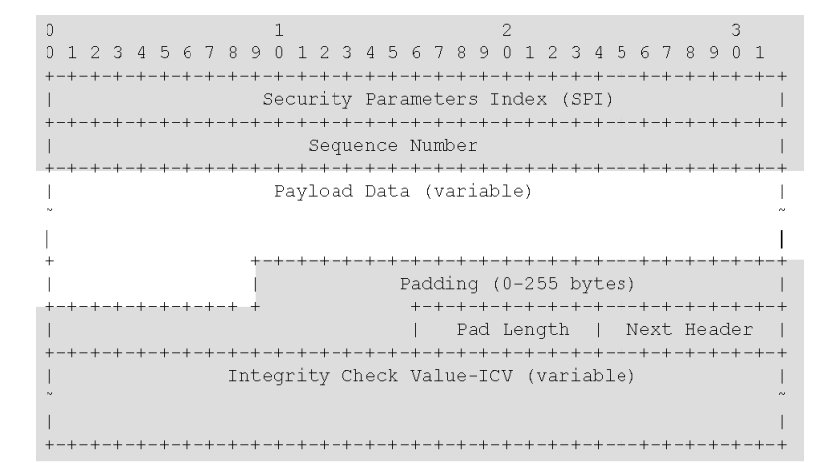 0                   1                   2                   3
0 1 2 3 4 5 6 7 8 9 0 1 2 3 4 5 6 7 8 9 0 1 2 3 4 5 6 7 8 9 0 1
+-+-+-+-+-+-+-+-+-+-+-+-+-+-+-+-+-+-+-+-+-+-+-+-+-+-+-+-+-+-+-+-+
|                  Security Parameters Index (SPI)              |
+-+-+-+-+-+-+-+-+-+-+-+-+-+-+-+-+-+-+-+-+-+-+-+-+-+-+-+-+-+-+-+-+
|                      Sequence Number                          |
+-+-+-+-+-+-+-+-+-+-+-+-+-+-+-+-+-+-+-+-+-+-+-+-+-+-+-+-+-+-+-+-+
|                   Payload Data (variable)                     |
~                                                               ~
|                                                               |
+                 +-+-+-+-+-+-+-+-+-+-+-+-+-+-+-+-+-+-+-+-+-+-+-+
|                 |            Padding (0-255 bytes)            |
+-+-+-+-+-+-+-+-+ +             +-+-+-+-+-+-+-+-+-+-+-+-+-+-+-+-+
|                               |   Pad Length  |  Next Header  |
+-+-+-+-+-+-+-+-+-+-+-+-+-+-+-+-+-+-+-+-+-+-+-+-+-+-+-+-+-+-+-+-+
|               Integrity Check Value-ICV (variable)            |
~                                                               ~
|                                                               |
+-+-+-+-+-+-+-+-+-+-+-+-+-+-+-+-+-+-+-+-+-+-+-+-+-+-+-+-+-+-+-+-+